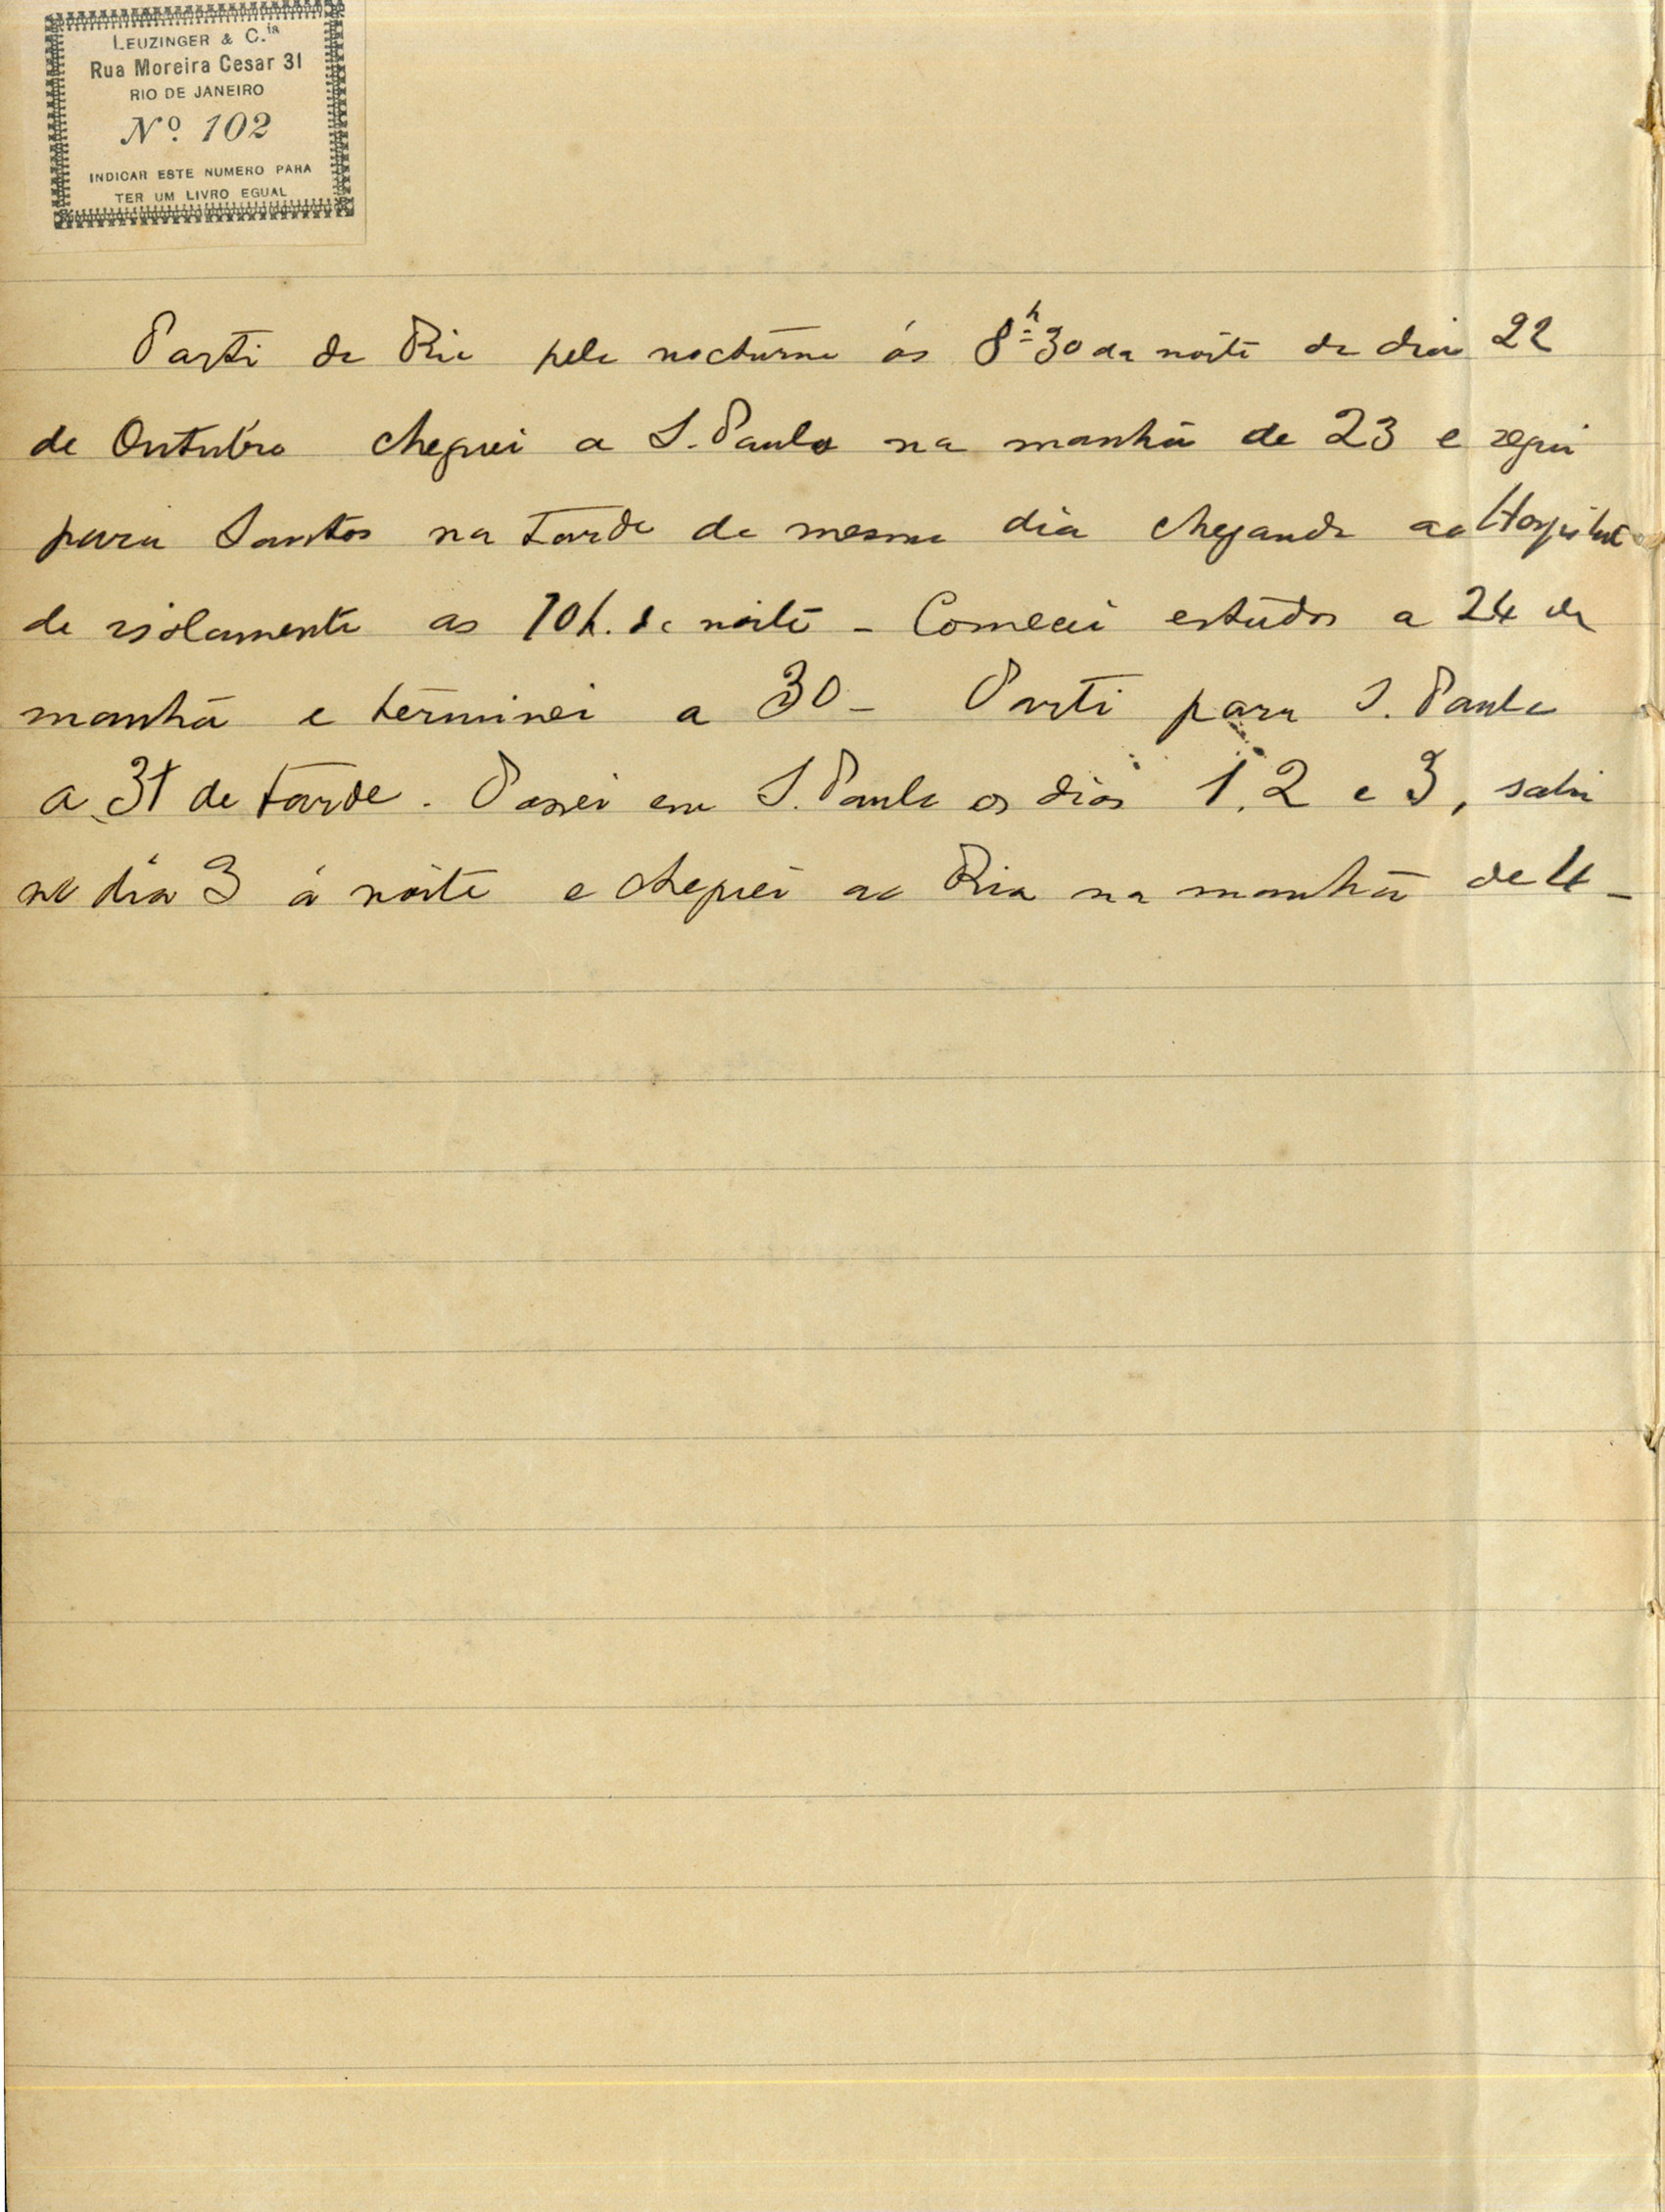 LEUZINGER & C.ia
Rua Moreira Cesar 31
RIO DE JANEIRO
Nº 102
INDICAR ESTE NUMERO PARA
TER UM LIVRO EGUAL
Parti do Rio pelo nocturno ás 8h30 da noite do dia 22
de Outubro cheguei a S. Paulo na manhã de 23 e segui
para Santos na tarde do mesmo dia chegando ao Hospital
de isolamento as 10h. da noite – Comecei estudos a 24 de
manhã e terminei a 30 – Parti para S. Paulo
a 31 de tarde. Passei em S. Paulo os dias 1, 2 e 3, sahi
no dia 3 á noite e cheguei ao Rio na manhã de 4 –